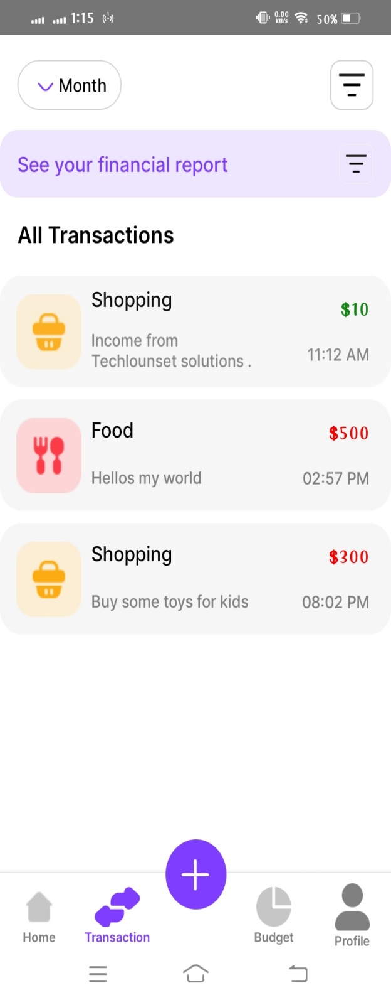 1:15 0.00 KB/s 50%
Month
See your financial report
All Transactions
Shopping
$10
Income from
Techlounset solutions .
11:12 AM
Food
$500
Hellos my world
02:57 PM
Shopping
$300
Buy some toys for kids
08:02 PM
Home
Transaction
Budget
Profile